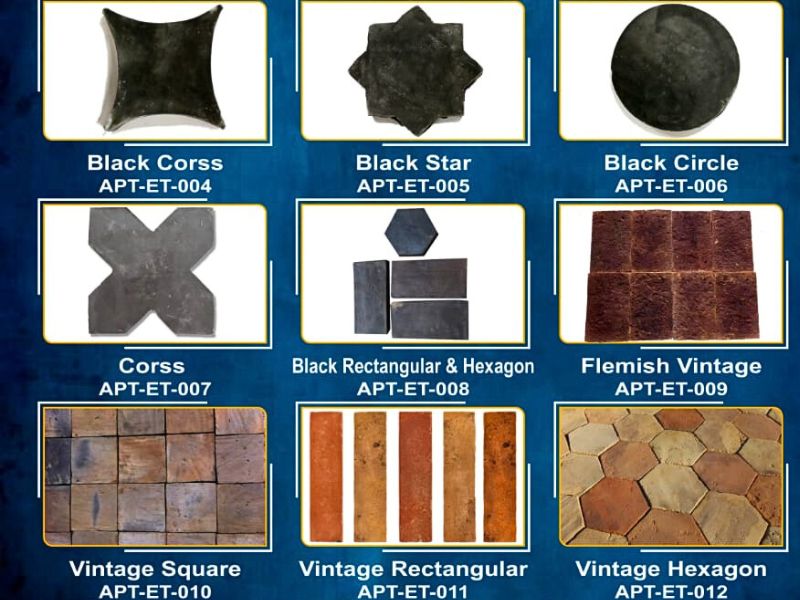 Black Corss
APT-ET-004
Black Star
APT-ET-005
Black Circle
APT-ET-006
Corss
APT-ET-007
Black Rectangular & Hexagon
APT-ET-008
Flemish Vintage
APT-ET-009
Vintage Square
APT-ET-010
Vintage Rectangular
APT-ET-011
Vintage Hexagon
APT-ET-012